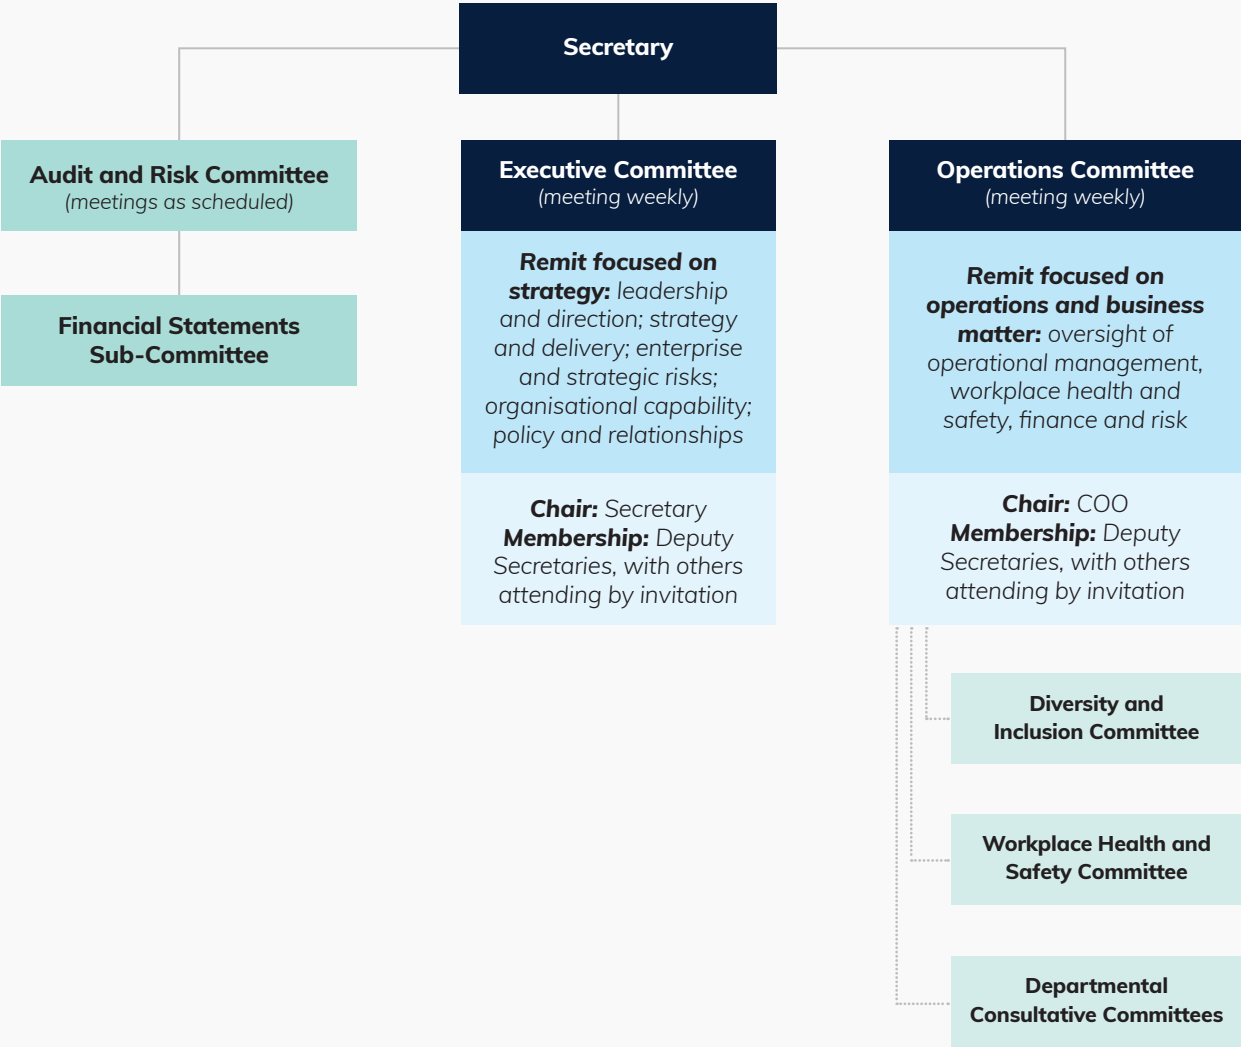 Secretary
Audit and Risk Committee
(meetings as scheduled)
Financial Statements
Sub-Committee
Executive Committee
(meeting weekly)
Remit focused on
strategy: leadership
and direction; strategy
and delivery; enterprise
and strategic risks;
organisational capability;
policy and relationships
Chair: Secretary
Membership: Deputy
Secretaries, with others
attending by invitation
Operations Committee
(meeting weekly)
Remit focused on
operations and business
matter: oversight of
operational management,
workplace health and
safety, finance and risk
Chair: COO
Membership: Deputy
Secretaries, with others
attending by invitation
Diversity and
Inclusion Committee
Workplace Health and
Safety Committee
Departmental
Consultative Committees